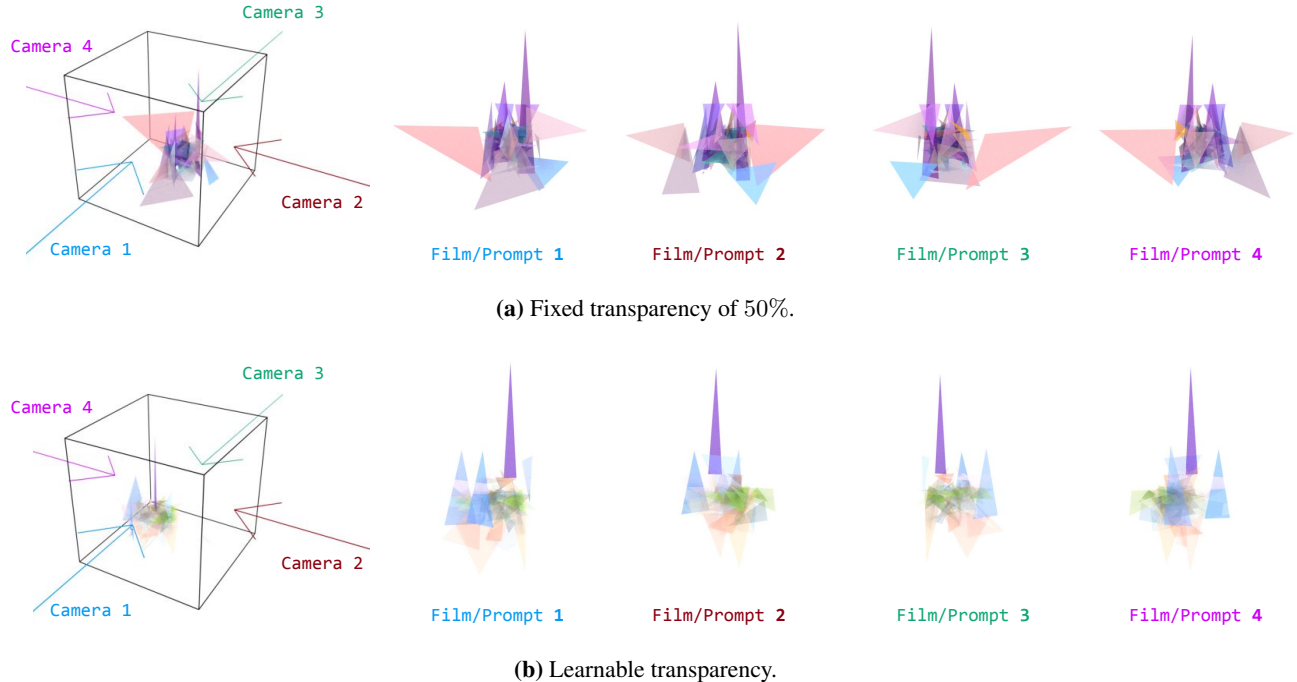 Camera 3
Camera 4
Camera 2
Camera 1
Film/Prompt 1
Film/Prompt 2
Film/Prompt 3
Film/Prompt 4
(a) Fixed transparency of 50%.
Camera 3
Camera 4
Camera 2
Camera 1
Film/Prompt 1
Film/Prompt 2
Film/Prompt 3
Film/Prompt 4
(b) Learnable transparency.